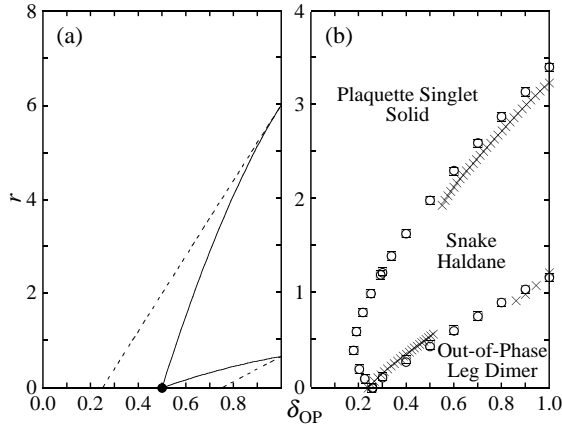 8
6
4
2
0
r
(a)
0.0 0.2 0.4 0.6 0.8
4
3
2
1
0
(b)
Plaquette Singlet
Solid
Snake
Haldane
Out-of-Phase
Leg Dimer
0.2 0.4 0.6 0.8 1.0
δOP